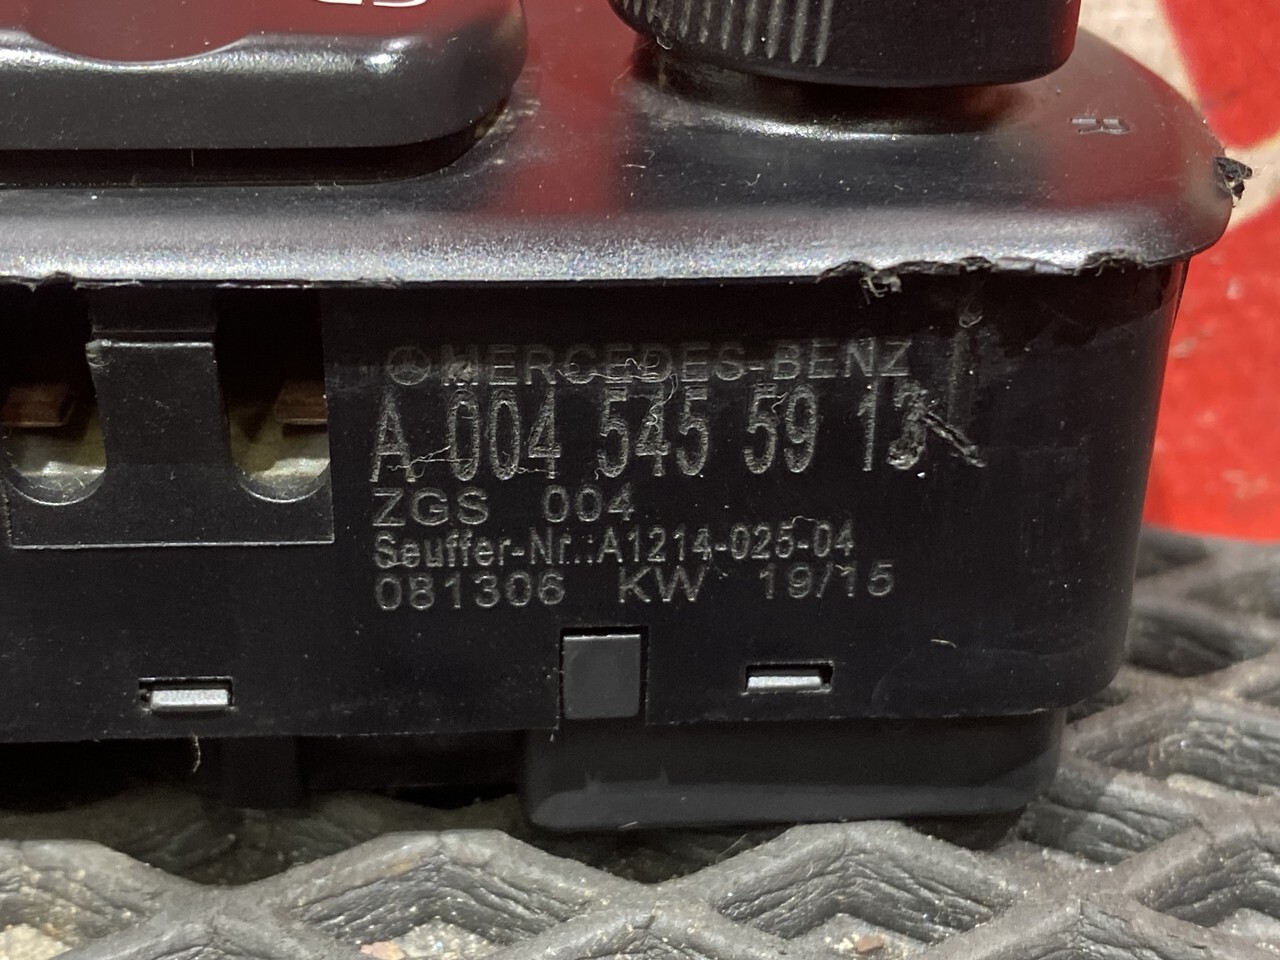 R
MERCEDES-BENZ
A 004 545 59 13
ZGS 004
Seuffer-Nr.:A1214-025-04
081306 KW 19/15